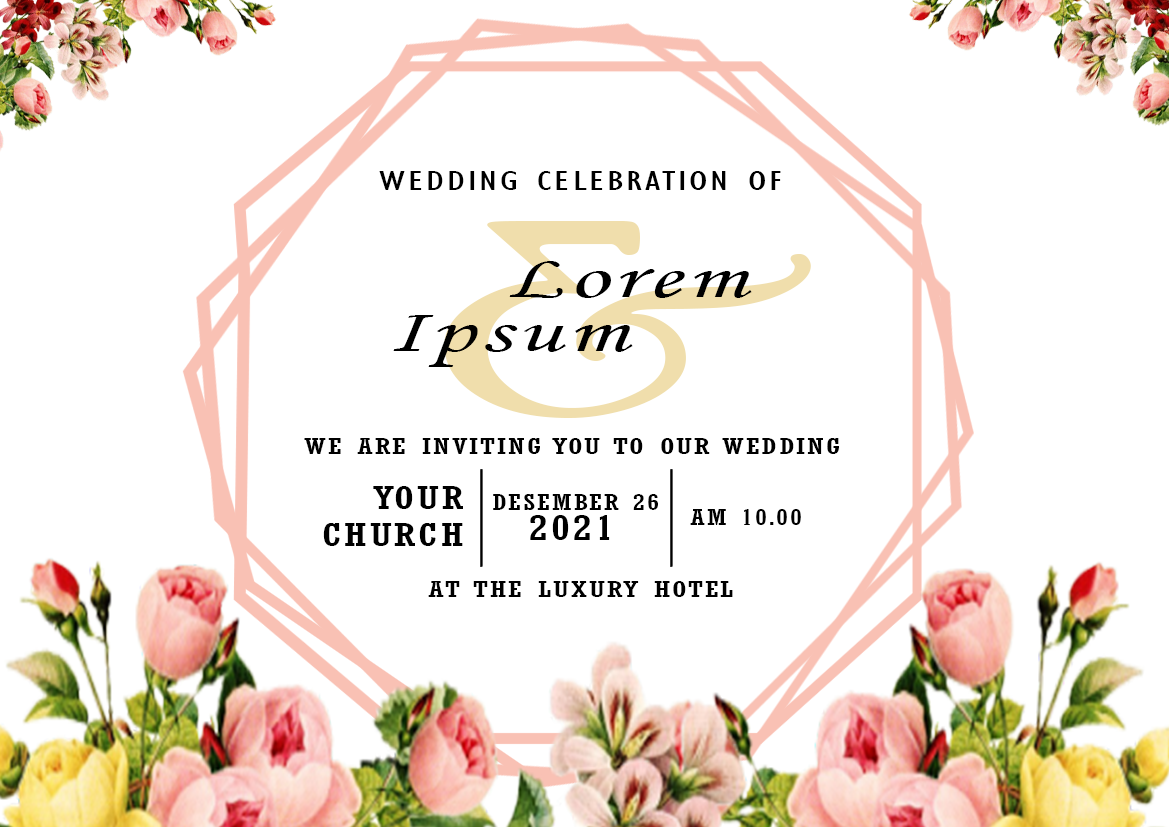 WEDDING CELEBRATION OF
&
Lorem
Ipsum
WE ARE INVITING YOU TO OUR WEDDING
YOUR
CHURCH
DESEMBER 26
2021
AM 10.00
AT THE LUXURY HOTEL